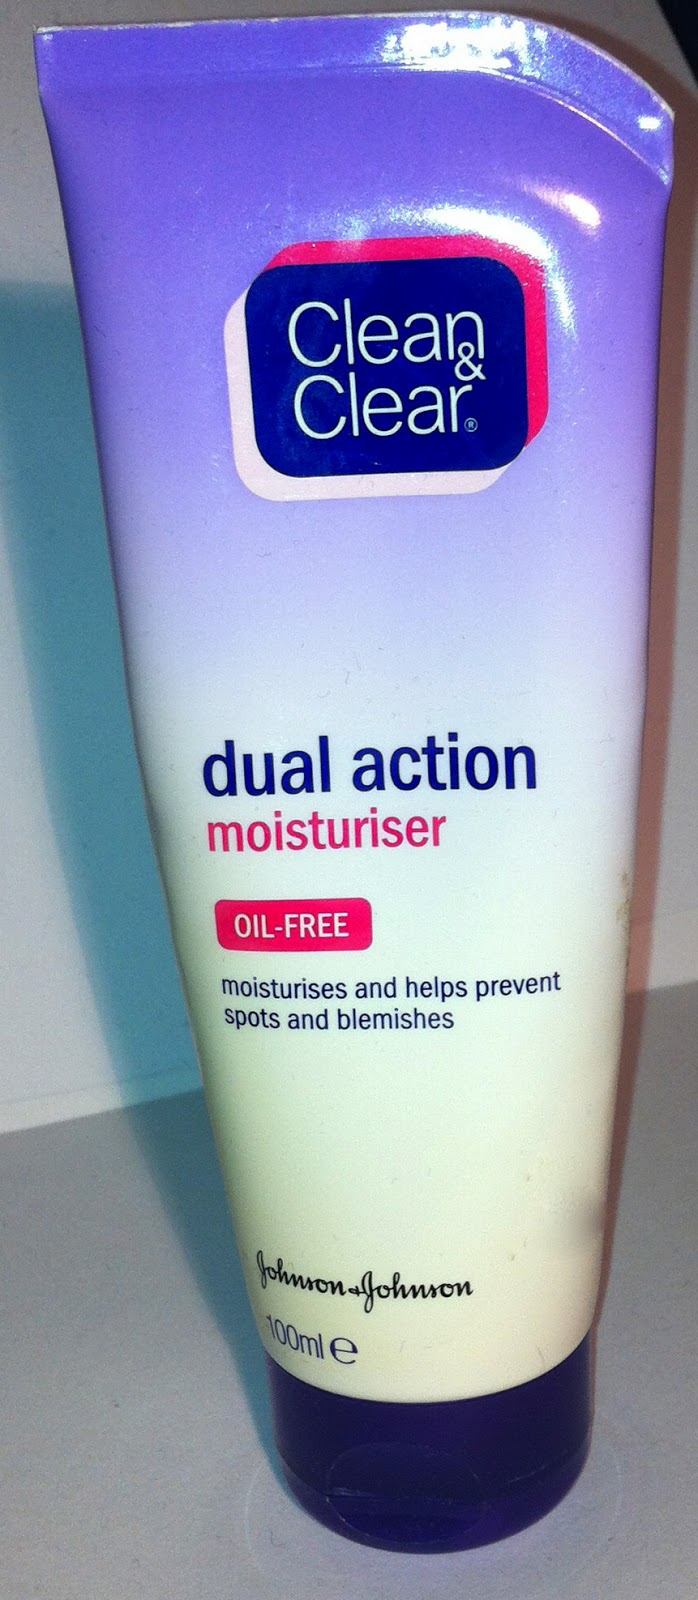 Clean
&
Clear®
dual action
moisturiser
OIL-FREE
moisturises and helps prevent
spots and blemishes
Johnson & Johnson
100ml ℮